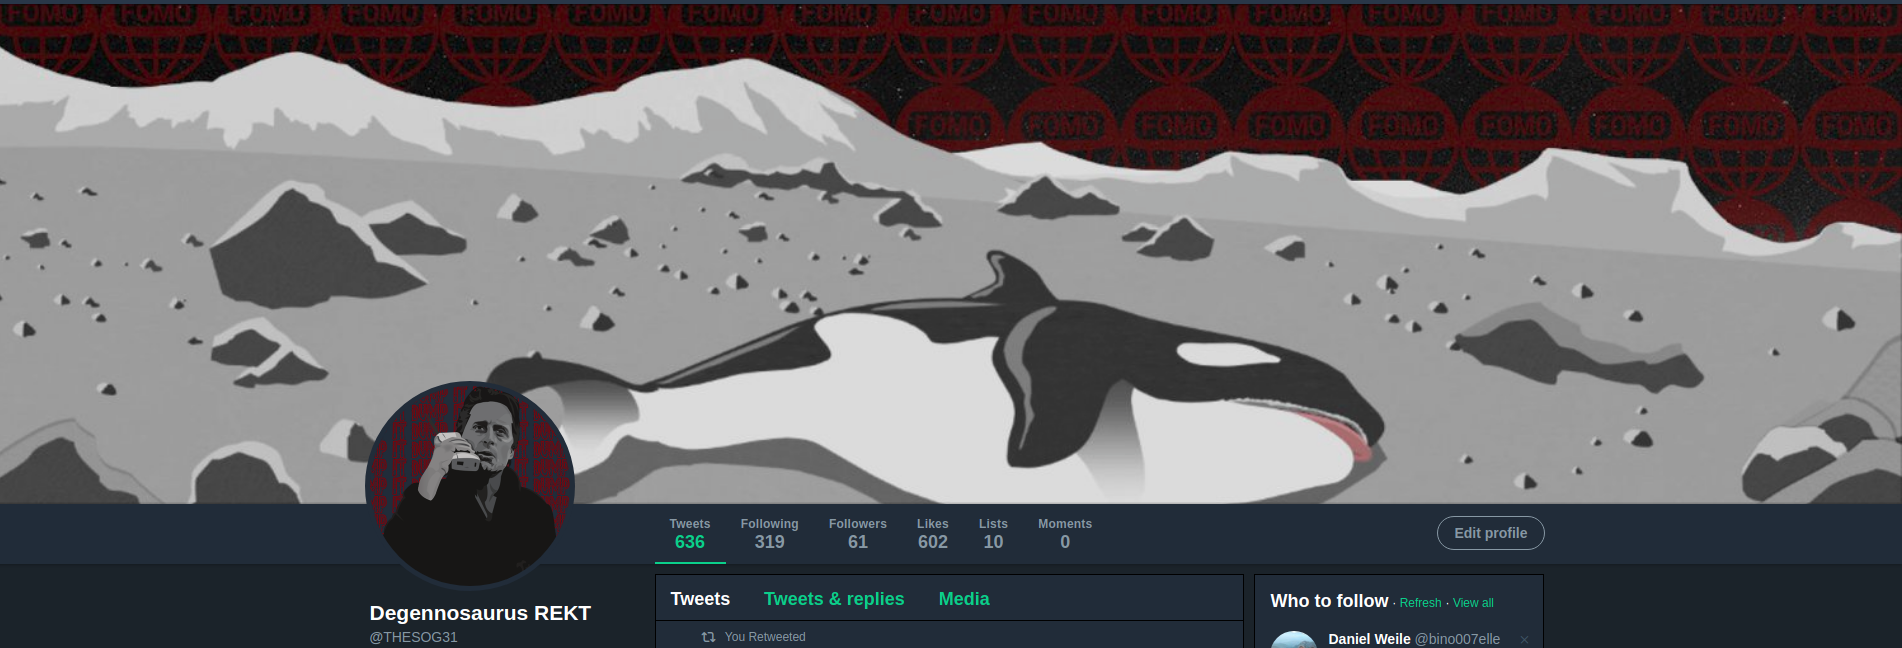 FOMO FOMO FOMO FOMO FOMO FOMO FOMO FOMO FOMO FOMO FOMO FOMO FOMO FOMO FOMO FOMO FOMO
FOMO FOMO FOMO FOMO FOMO FOMO FOMO FOMO FOMO
Tweets Following Followers Likes Lists Moments
636 319 61 602 10 0
Edit profile
Degennosaurus REKT
@THESOG31
Tweets Tweets & replies Media
You Retweeted
Who to follow · Refresh · View all
Daniel Weile @bino007elle ×